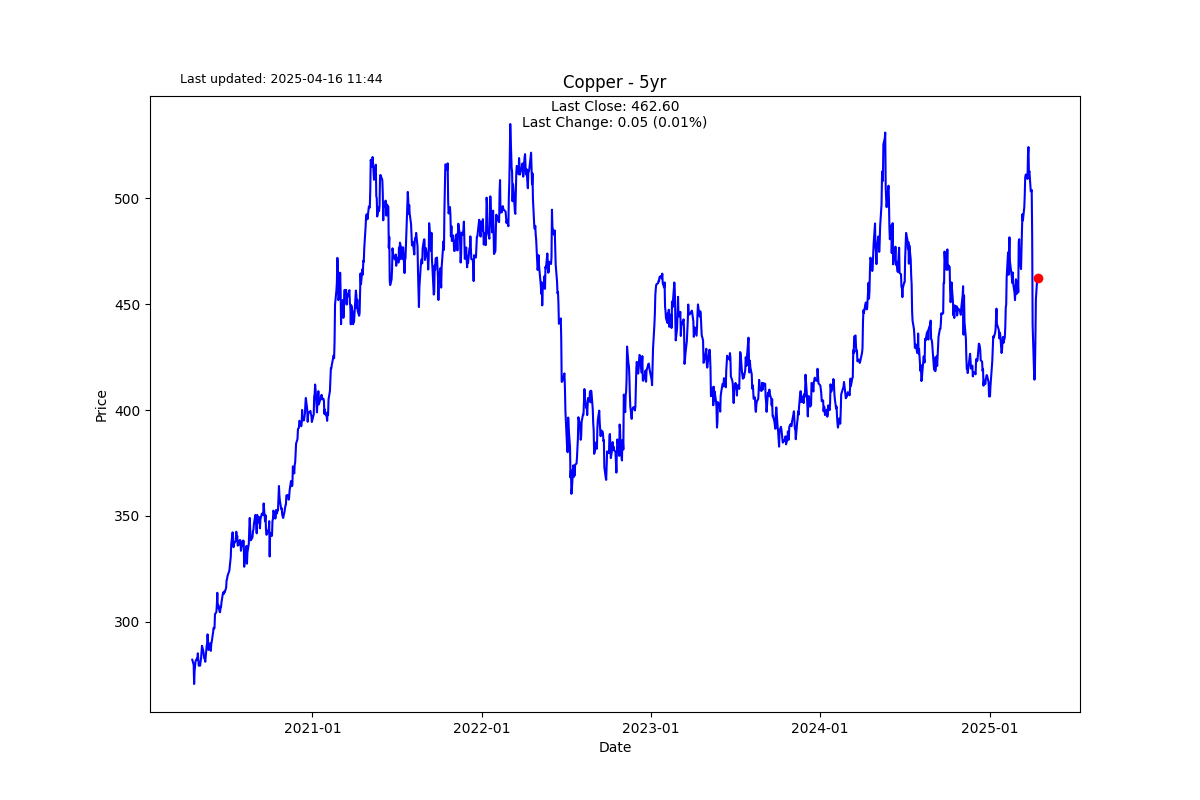 Last updated: 2025-04-16 11:44
Copper - 5yr
Last Close: 462.60
Last Change: 0.05 (0.01%)
500
450
400
350
300
Price
2021-01
2022-01
2023-01
2024-01
2025-01
Date